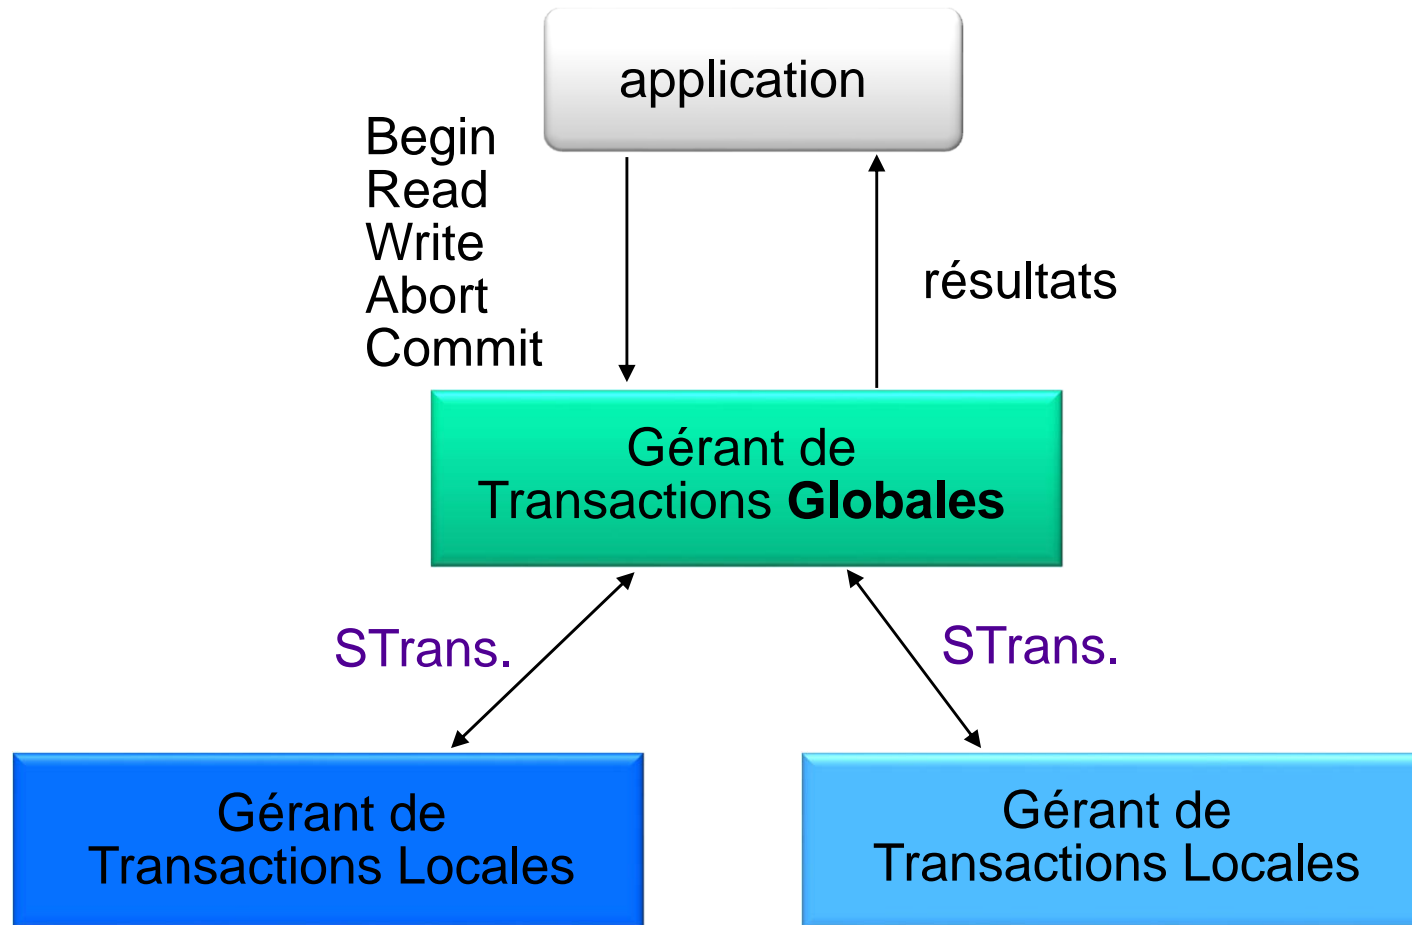 application
Begin
Read
Write
Abort
Commit
résultats
Gérant de
Transactions Globales
STrans.
STrans.
Gérant de
Transactions Locales
Gérant de
Transactions Locales